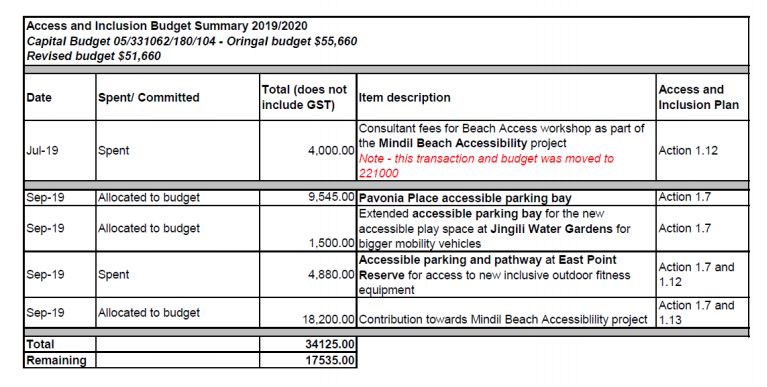 Access and Inclusion Budget Summary 2019/2020
Capital Budget 05/331062/180/104 - Oringal budget $55,660
Revised budget $51,660
Date Spent/ Committed Total (does not include GST) Item description Access and Inclusion Plan
Jul-19 Spent 4,000.00 Consultant fees for Beach Access workshop as part of
the Mindil Beach Accessibility project
Note - this transaction and budget was moved to
221000
Action 1.12
Sep-19 Allocated to budget 9,545.00 Pavonia Place accessible parking bay Action 1.7
Sep-19 Allocated to budget 1,500.00 Extended accessible parking bay for the new
accessible play space at Jingili Water Gardens for
bigger mobility vehicles
Action 1.7
Sep-19 Spent 4,880.00 Accessible parking and pathway at East Point
Reserve for access to new inclusive outdoor fitness
equipment
Action 1.7 and
1.12
Sep-19 Allocated to budget 18,200.00 Contribution towards Mindil Beach Accessiblility project
Action 1.7 and
1.13
Total 34125.00
Remaining 17535.00